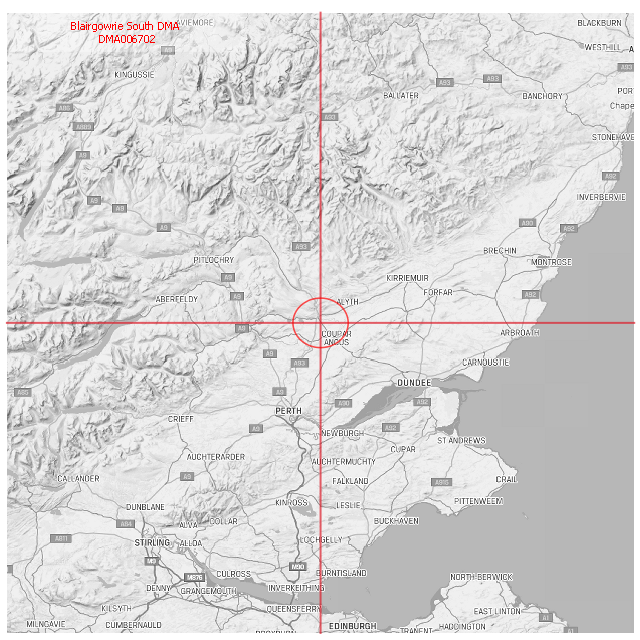 Blairgowrie South DMA
DMA006702
BLACKBURN
A9
WESTHILL
KINGUSSIE
A93
A93
A93
BALLATER
BANCHORY
A86
A93
A889
STONEHAVE
A9
A92
A9
A9
INVERBERVIE
A9
A90
A92
A93
BRECHIN
PITLOCHRY
MONTROSE
A9
KIRRIEMUIR
FORFAR
ABERFELDY
A9
ALYTH
A92
A9
COUPAR
ANGUS
ARBROATH
A9
A93
CARNOUSTIE
DUNDEE
A85
A9
A90
A92
PERTH
CRIEFF
A9
NEWBURGH
A92
ST ANDREWS
CUPAR
AUCHTERARDER
AUCHTERMUCHTY
CALLANDER
A9
FALKLAND
A915
CRAIL
DUNBLANE
KINROSS
LESLIE
PITTENWEEM
A84
ALVA
DOLLAR
BUCKHAVEN
A811
STIRLING
ALLOA
LOCHGELLY
M9
M90
M876
CULROSS
BURNTISLAND
NORTH BERWICK
DENNY
GRANGEMOUTH
INVERKEITHING
KILSYTH
QUEENSFERRY
EAST LINTON
A1
MILNGAVIE
CUMBERNAULD
EDINBURGH
TRANENT
HADDINGTON
A1